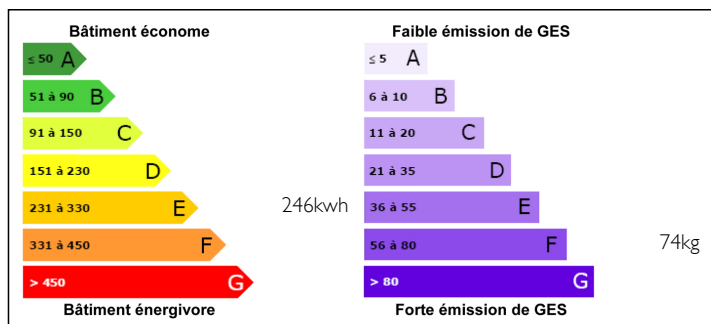 Bâtiment économe
≤ 50 A
51 à 90 B
91 à 150 C
151 à 230 D
231 à 330 E
246kwh
331 à 450 F
> 450 G
Bâtiment énergivore
Faible émission de GES
≤ 5 A
6 à 10 B
11 à 20 C
21 à 35 D
36 à 55 E
56 à 80 F
74kg
> 80 G
Forte émission de GES